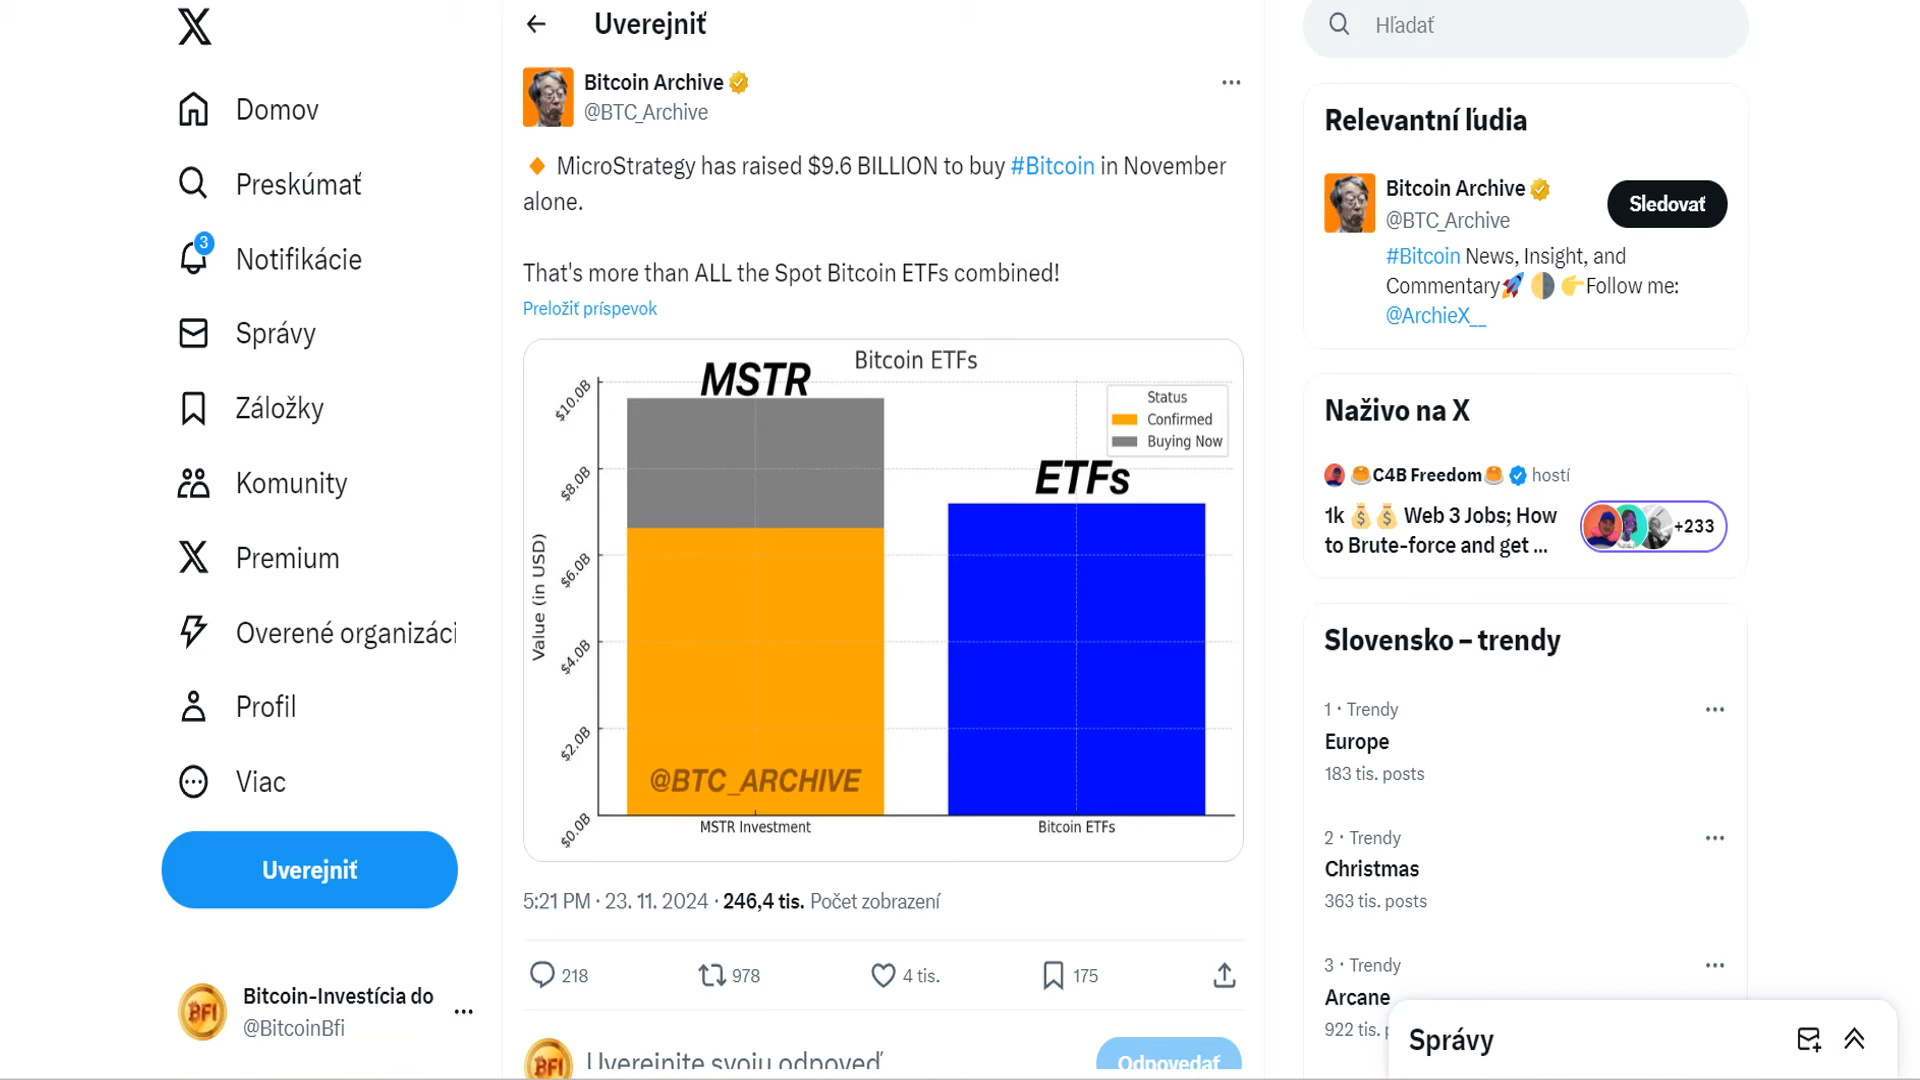 Domov
Preskúmať
3
Notifikácie
Správy
Záložky
Komunity
Premium
Overené organizáci
Profil
Viac
Uverejniť
Bitcoin-Investícia do
@BitcoinBfi
Uverejniť
Bitcoin Archive
@BTC_Archive
MicroStrategy has raised $9.6 BILLION to buy #Bitcoin in November
alone.
That's more than ALL the Spot Bitcoin ETFs combined!
Preložiť príspevok
Bitcoin ETFs
MSTR
ETFs
Status
Confirmed
Buying Now
Value (in USD)
$10.0B
$8.0B
$6.0B
$4.0B
$2.0B
$0.0B
@BTC_ARCHIVE
MSTR Investment
Bitcoin ETFs
5:21 PM · 23. 11. 2024 · 246,4 tis. Počet zobrazení
218
978
4 tis.
175
BFI
Uverejnite svoju odpoveď
Odpovedať
Hľadať
Relevantní ľudia
Bitcoin Archive
@BTC_Archive
Sledovať
#Bitcoin News, Insight, and
Commentary🚀 🌗 👉Follow me:
@ArchieX__
Naživo na X
🥞C4B Freedom🥞 hostí
1k 💰💰 Web 3 Jobs; How
to Brute-force and get ...
+233
Slovensko – trendy
1 · Trendy
Europe
183 tis. posts
2 · Trendy
Christmas
363 tis. posts
3 · Trendy
Arcane
922 tis.
Správy